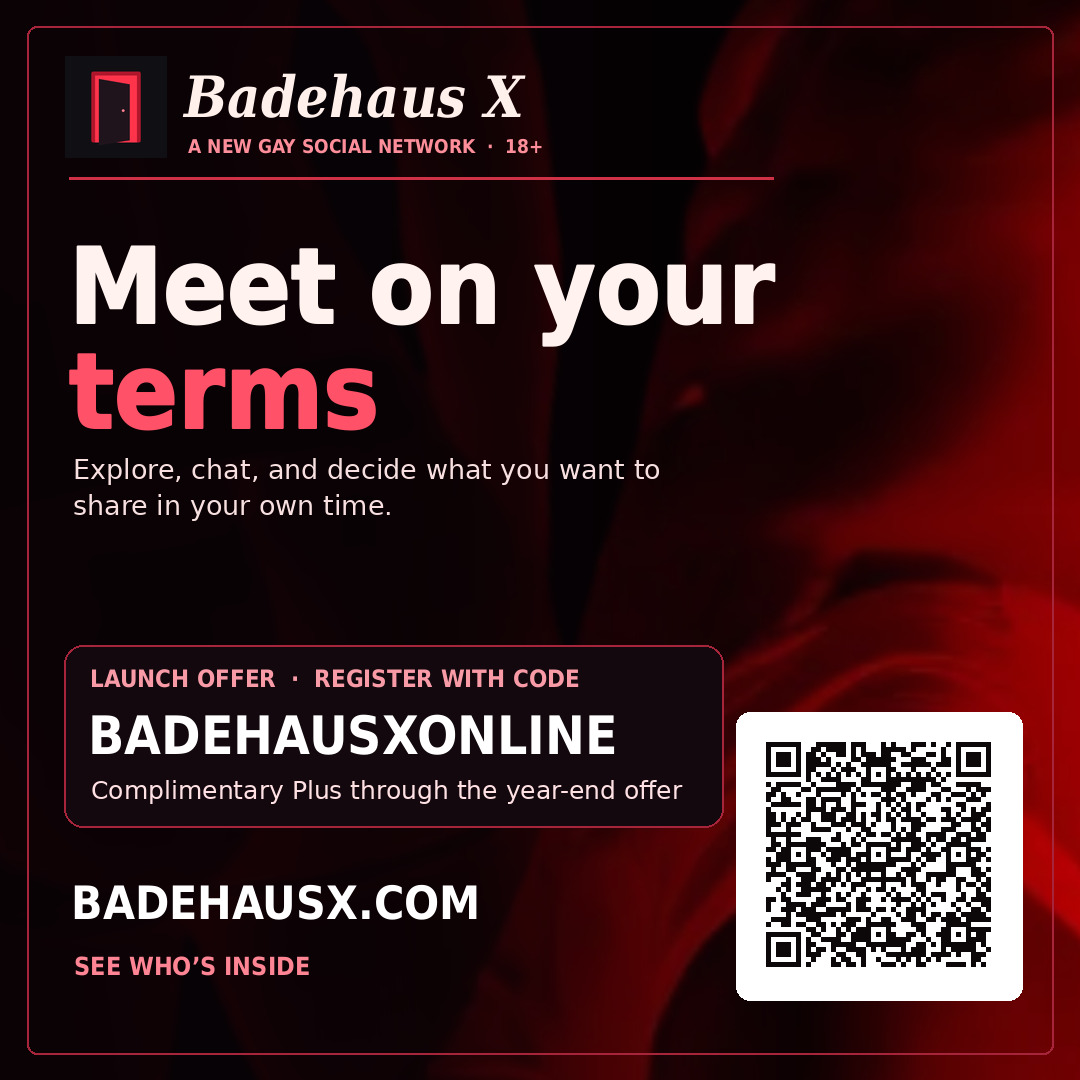 Badehaus X
A NEW GAY SOCIAL NETWORK · 18+
Meet on your
terms
Explore, chat, and decide what you want to
share in your own time.
LAUNCH OFFER · REGISTER WITH CODE
BADEHAUSXONLINE
Complimentary Plus through the year-end offer
BADEHAUSX.COM
SEE WHO’S INSIDE